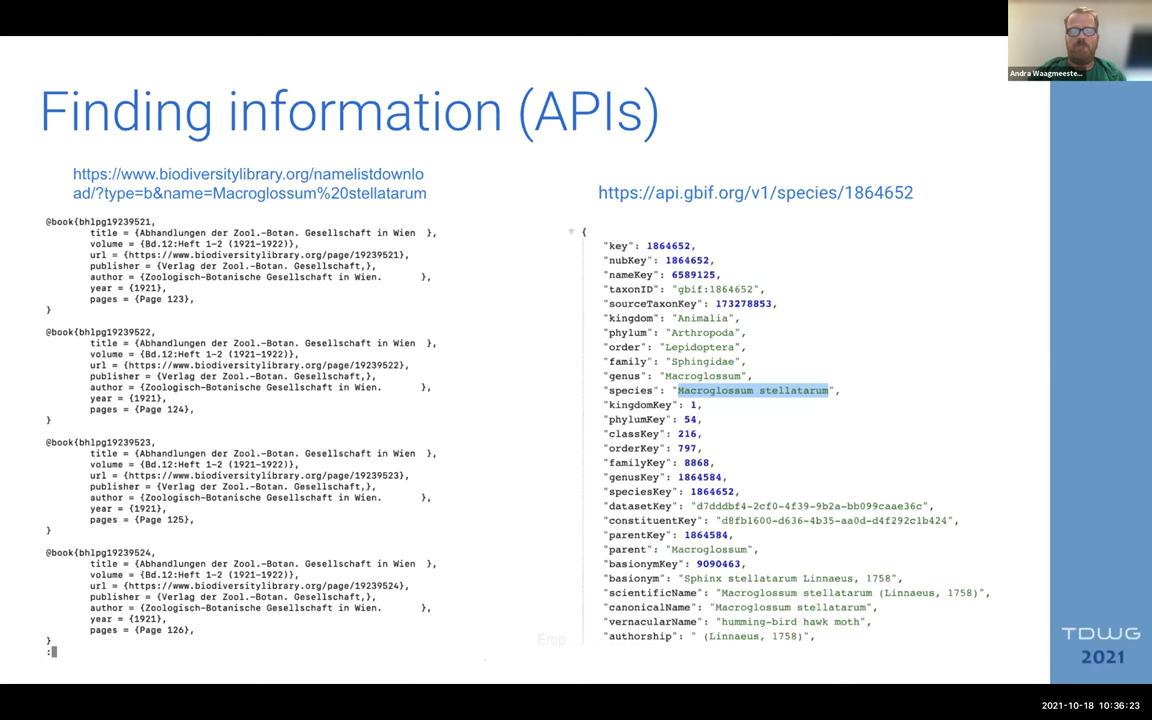 Andra Waagmeeste...
Finding information (APIs)
https://www.biodiversitylibrary.org/namelistdownlo
ad/?type=b&name=Macroglossum%20stellatarum
@book{bhlpg19239521,
title = {Abhandlungen der Zool.-Botan. Gesellschaft in Wien  },
volume = {Bd.12:Heft 1-2 (1921-1922)},
url = {https://www.biodiversitylibrary.org/page/19239521},
publisher = {Verlag der Zool.-Botan. Gesellschaft,},
author = {Zoologisch-Botanische Gesellschaft in Wien.       },
year = {1921},
pages = {Page 123},
}
@book{bhlpg19239522,
title = {Abhandlungen der Zool.-Botan. Gesellschaft in Wien  },
volume = {Bd.12:Heft 1-2 (1921-1922)},
url = {https://www.biodiversitylibrary.org/page/19239522},
publisher = {Verlag der Zool.-Botan. Gesellschaft,},
author = {Zoologisch-Botanische Gesellschaft in Wien.       },
year = {1921},
pages = {Page 124},
}
@book{bhlpg19239523,
title = {Abhandlungen der Zool.-Botan. Gesellschaft in Wien  },
volume = {Bd.12:Heft 1-2 (1921-1922)},
url = {https://www.biodiversitylibrary.org/page/19239523},
publisher = {Verlag der Zool.-Botan. Gesellschaft,},
author = {Zoologisch-Botanische Gesellschaft in Wien.       },
year = {1921},
pages = {Page 125},
}
@book{bhlpg19239524,
title = {Abhandlungen der Zool.-Botan. Gesellschaft in Wien  },
volume = {Bd.12:Heft 1-2 (1921-1922)},
url = {https://www.biodiversitylibrary.org/page/19239524},
publisher = {Verlag der Zool.-Botan. Gesellschaft,},
author = {Zoologisch-Botanische Gesellschaft in Wien.       },
year = {1921},
pages = {Page 126},
}
:
https://api.gbif.org/v1/species/1864652
{
"key": 1864652,
"nubKey": 1864652,
"nameKey": 6589125,
"taxonID": "gbif:1864652",
"sourceTaxonKey": 173278853,
"kingdom": "Animalia",
"phylum": "Arthropoda",
"order": "Lepidoptera",
"family": "Sphingidae",
"genus": "Macroglossum",
"species": "Macroglossum stellatarum",
"kingdomKey": 1,
"phylumKey": 54,
"classKey": 216,
"orderKey": 797,
"familyKey": 8868,
"genusKey": 1864584,
"speciesKey": 1864652,
"datasetKey": "d7dddbf4-2cf0-4f39-9b2a-bb099caae36c",
"constituentKey": "d8fb1600-d636-4b35-aa0d-d4f292c1b424",
"parentKey": 1864584,
"parent": "Macroglossum",
"basionymKey": 9090463,
"basionym": "Sphinx stellatarum Linnaeus, 1758",
"scientificName": "Macroglossum stellatarum (Linnaeus, 1758)",
"canonicalName": "Macroglossum stellatarum",
"vernacularName": "humming-bird hawk moth",
"authorship": " (Linnaeus, 1758)",
Erop
TDWG
2021
2021-10-18 10:36:23